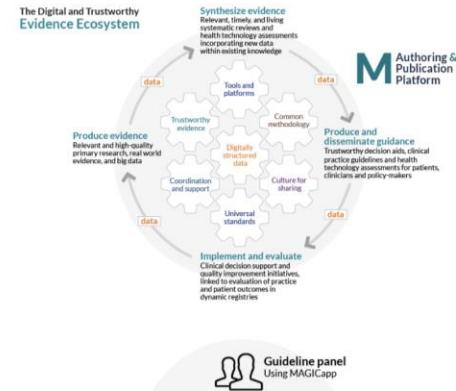 The Digital and Trustworthy
Evidence Ecosystem
Synthesize evidence
Relevant, timely, and living
systematic reviews and
health technology assessments
incorporating new data
within existing knowledge
M Authoring &
Publication
Platform
data
data
Tools and
platforms
Trustworthy
evidence
Common
methodology
Produce evidence
Relevant and high-quality
primary research, real world
evidence, and big data
Digitally
structured
data
Produce and
disseminate guidance
Trustworthy decision aids, clinical
practice guidelines and health
technology assessments for patients,
clinicians and policy-makers
Coordination
and support
Culture for
sharing
Universal
standards
data
data
Implement and evaluate
Clinical decision support and
quality improvement initiatives,
linked to evaluation of practice
and patient outcomes in
dynamic registries
Guideline panel
Using MAGICapp